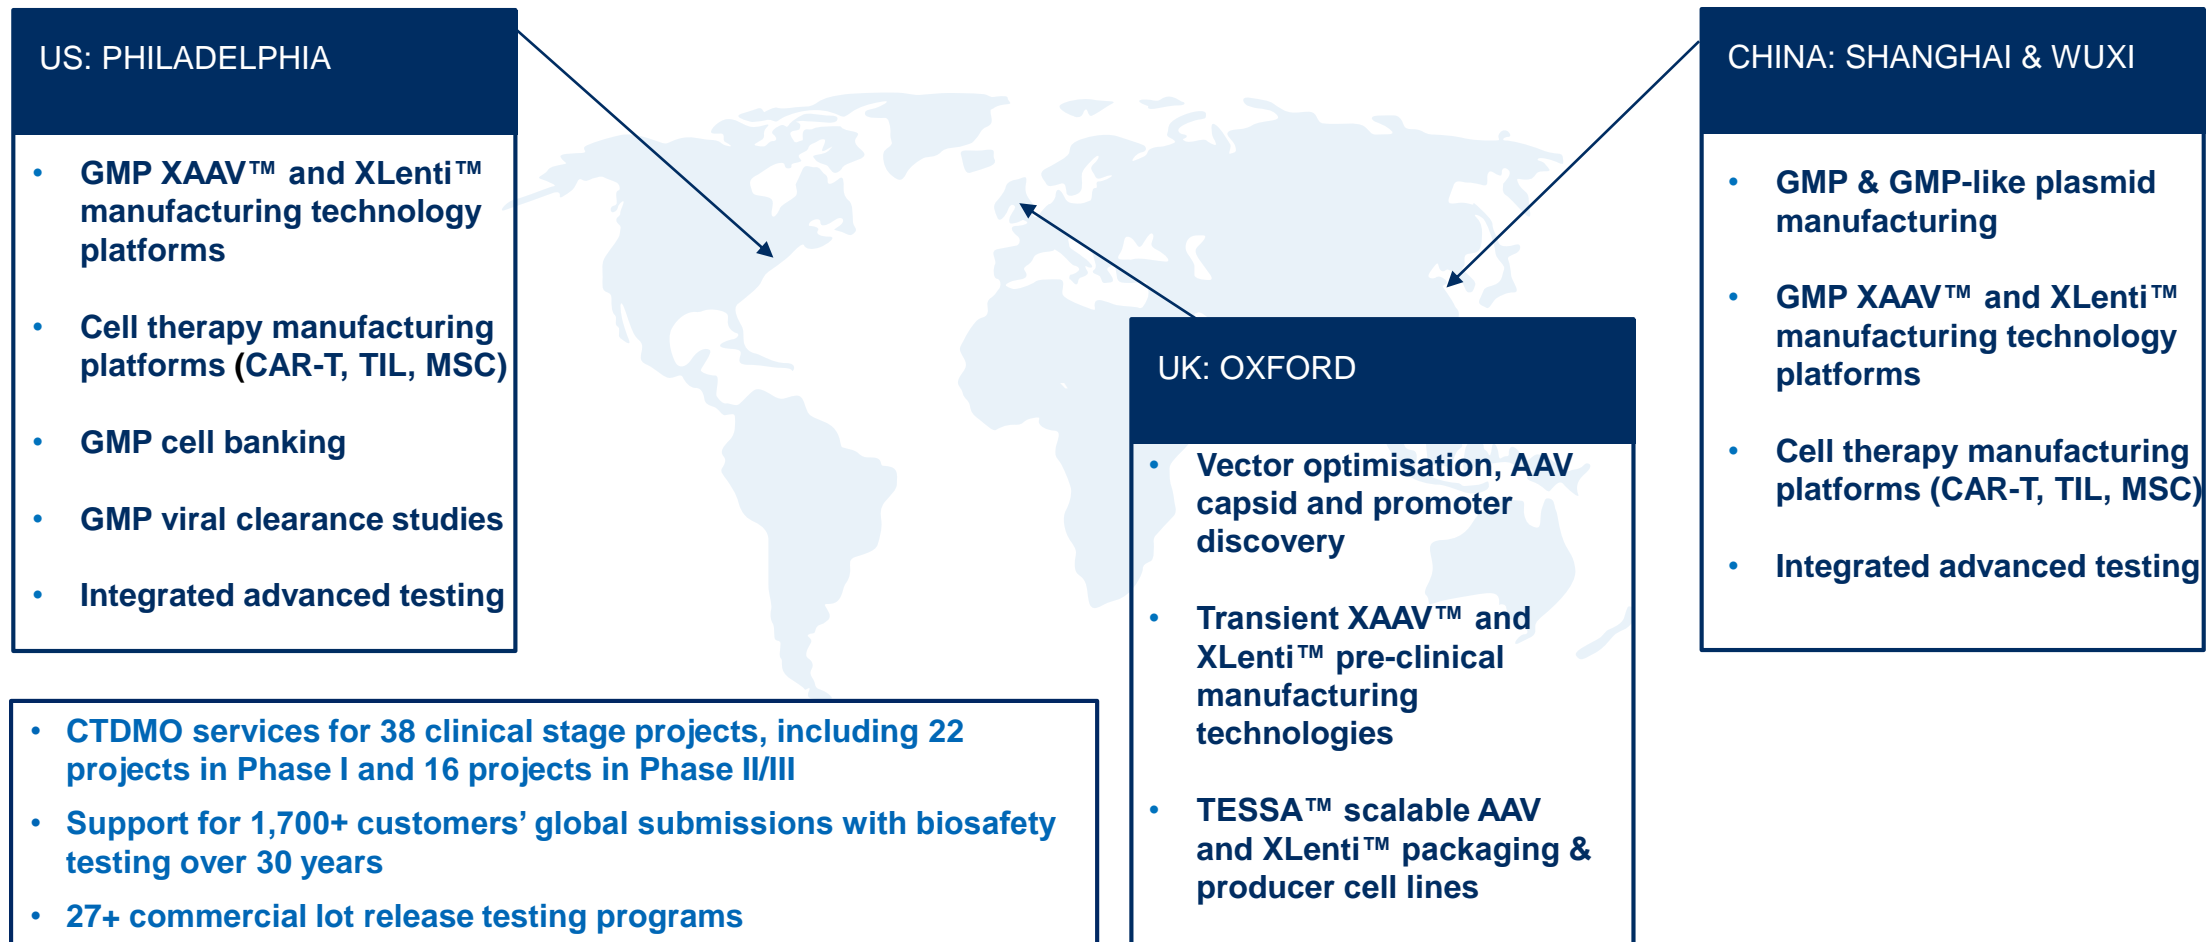 US: PHILADELPHIA
• GMP XAAV™ and XLenti™
manufacturing technology
platforms
• Cell therapy manufacturing
platforms (CAR-T, TIL, MSC)
• GMP cell banking
• GMP viral clearance studies
• Integrated advanced testing
• CTDMO services for 38 clinical stage projects, including 22
projects in Phase I and 16 projects in Phase II/III
• Support for 1,700+ customers’ global submissions with biosafety
testing over 30 years
• 27+ commercial lot release testing programs
UK: OXFORD
• Vector optimisation, AAV
capsid and promoter
discovery
• Transient XAAV™ and
XLenti™ pre-clinical
manufacturing
technologies
• TESSA™ scalable AAV
and XLenti™ packaging &
producer cell lines
CHINA: SHANGHAI & WUXI
• GMP & GMP-like plasmid
manufacturing
• GMP XAAV™ and XLenti™
manufacturing technology
platforms
• Cell therapy manufacturing
platforms (CAR-T, TIL, MSC)
• Integrated advanced testing